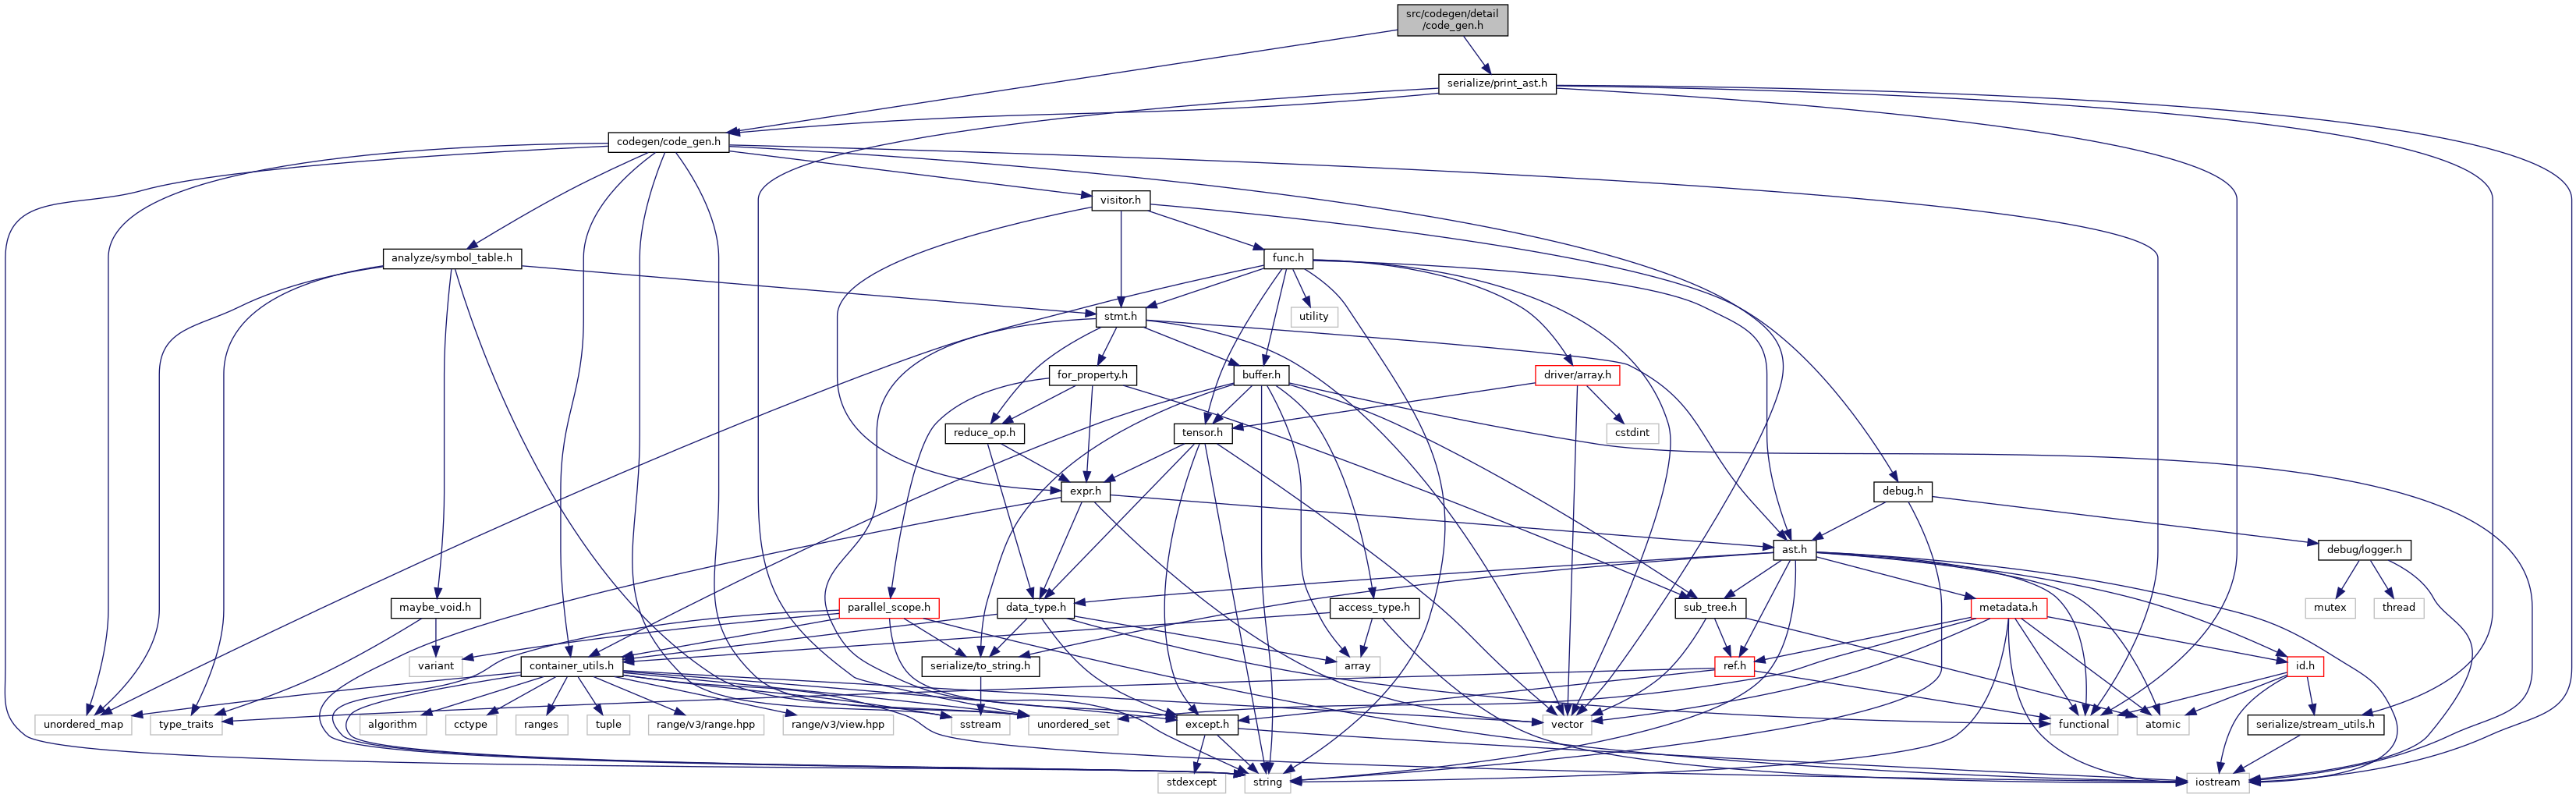 src/codegen/detail
/code_gen.h
serialize/print_ast.h
codegen/code_gen.h
visitor.h
analyze/symbol_table.h
func.h
stmt.h
utility
for_property.h
buffer.h
driver/array.h
reduce_op.h
tensor.h
cstdint
expr.h
debug.h
ast.h
debug/logger.h
maybe_void.h
parallel_scope.h
data_type.h
access_type.h
sub_tree.h
metadata.h
mutex
thread
variant
container_utils.h
serialize/to_string.h
array
ref.h
id.h
unordered_map
type_traits
algorithm
cctype
ranges
tuple
range/v3/range.hpp
range/v3/view.hpp
sstream
unordered_set
except.h
vector
functional
atomic
serialize/stream_utils.h
stdexcept
string
iostream